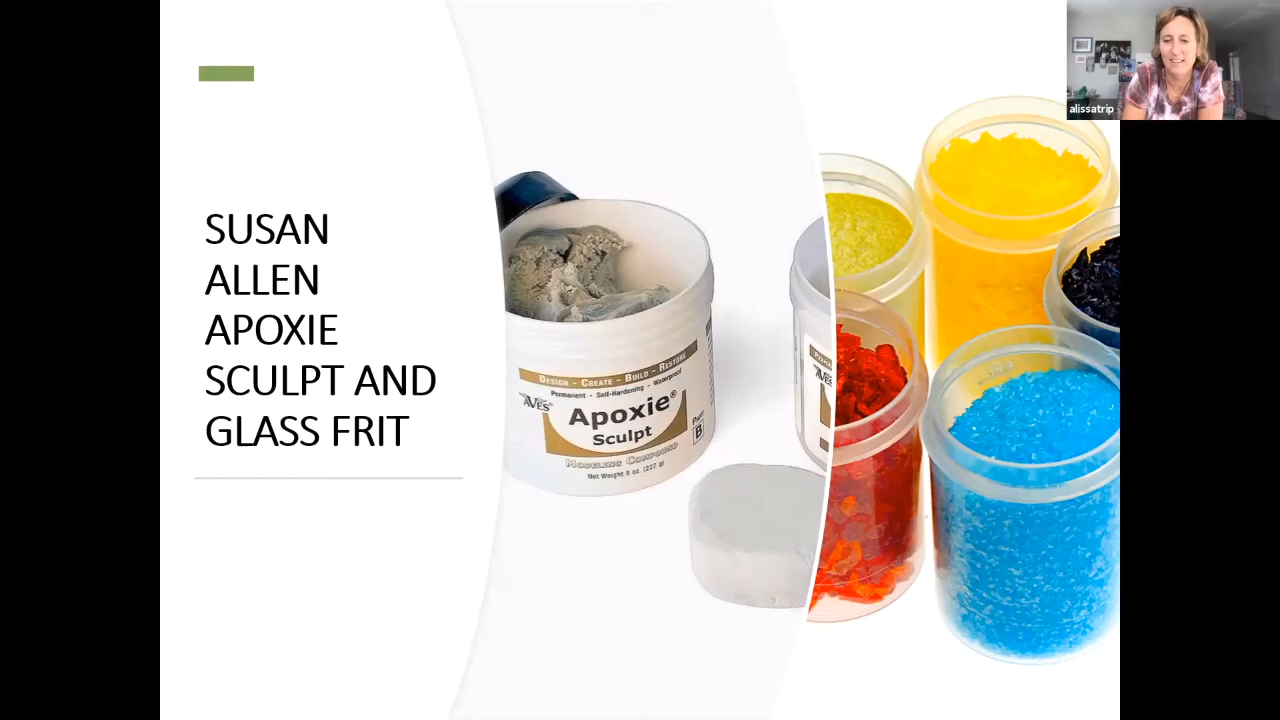 SUSAN
ALLEN
APOXIE
SCULPT AND
GLASS FRIT
DESIGN - CREATE - BUILD - RESTORE
Permanent - Self-Hardening - Waterproof
AVES®
Apoxie®
Sculpt
PART
B
MODELING COMPOUND
Net Weight 8 oz. (227 g)
AVES
alissatrip